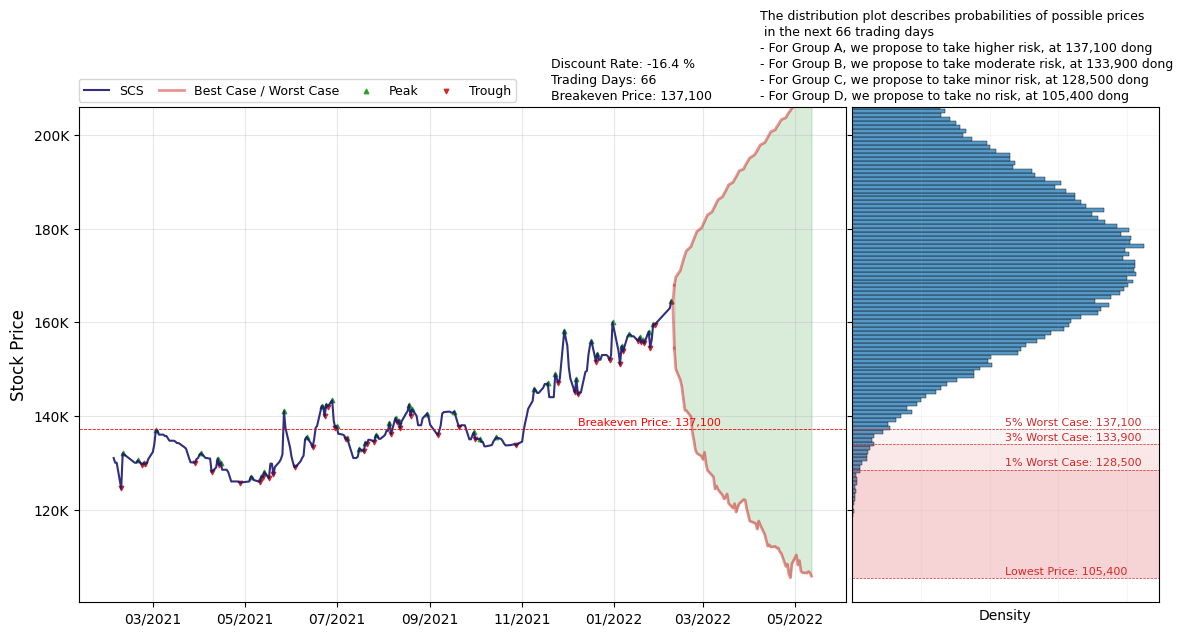 The distribution plot describes probabilities of possible prices
in the next 66 trading days
- For Group A, we propose to take higher risk, at 137,100 dong
- For Group B, we propose to take moderate risk, at 133,900 dong
- For Group C, we propose to take minor risk, at 128,500 dong
- For Group D, we propose to take no risk, at 105,400 dong
Discount Rate: -16.4 %
Trading Days: 66
Breakeven Price: 137,100
SCS
Best Case / Worst Case
Peak
Trough
Stock Price
200K
180K
160K
140K
120K
Breakeven Price: 137,100
5% Worst Case: 137,100
3% Worst Case: 133,900
1% Worst Case: 128,500
Lowest Price: 105,400
03/2021
05/2021
07/2021
09/2021
11/2021
01/2022
03/2022
05/2022
Density